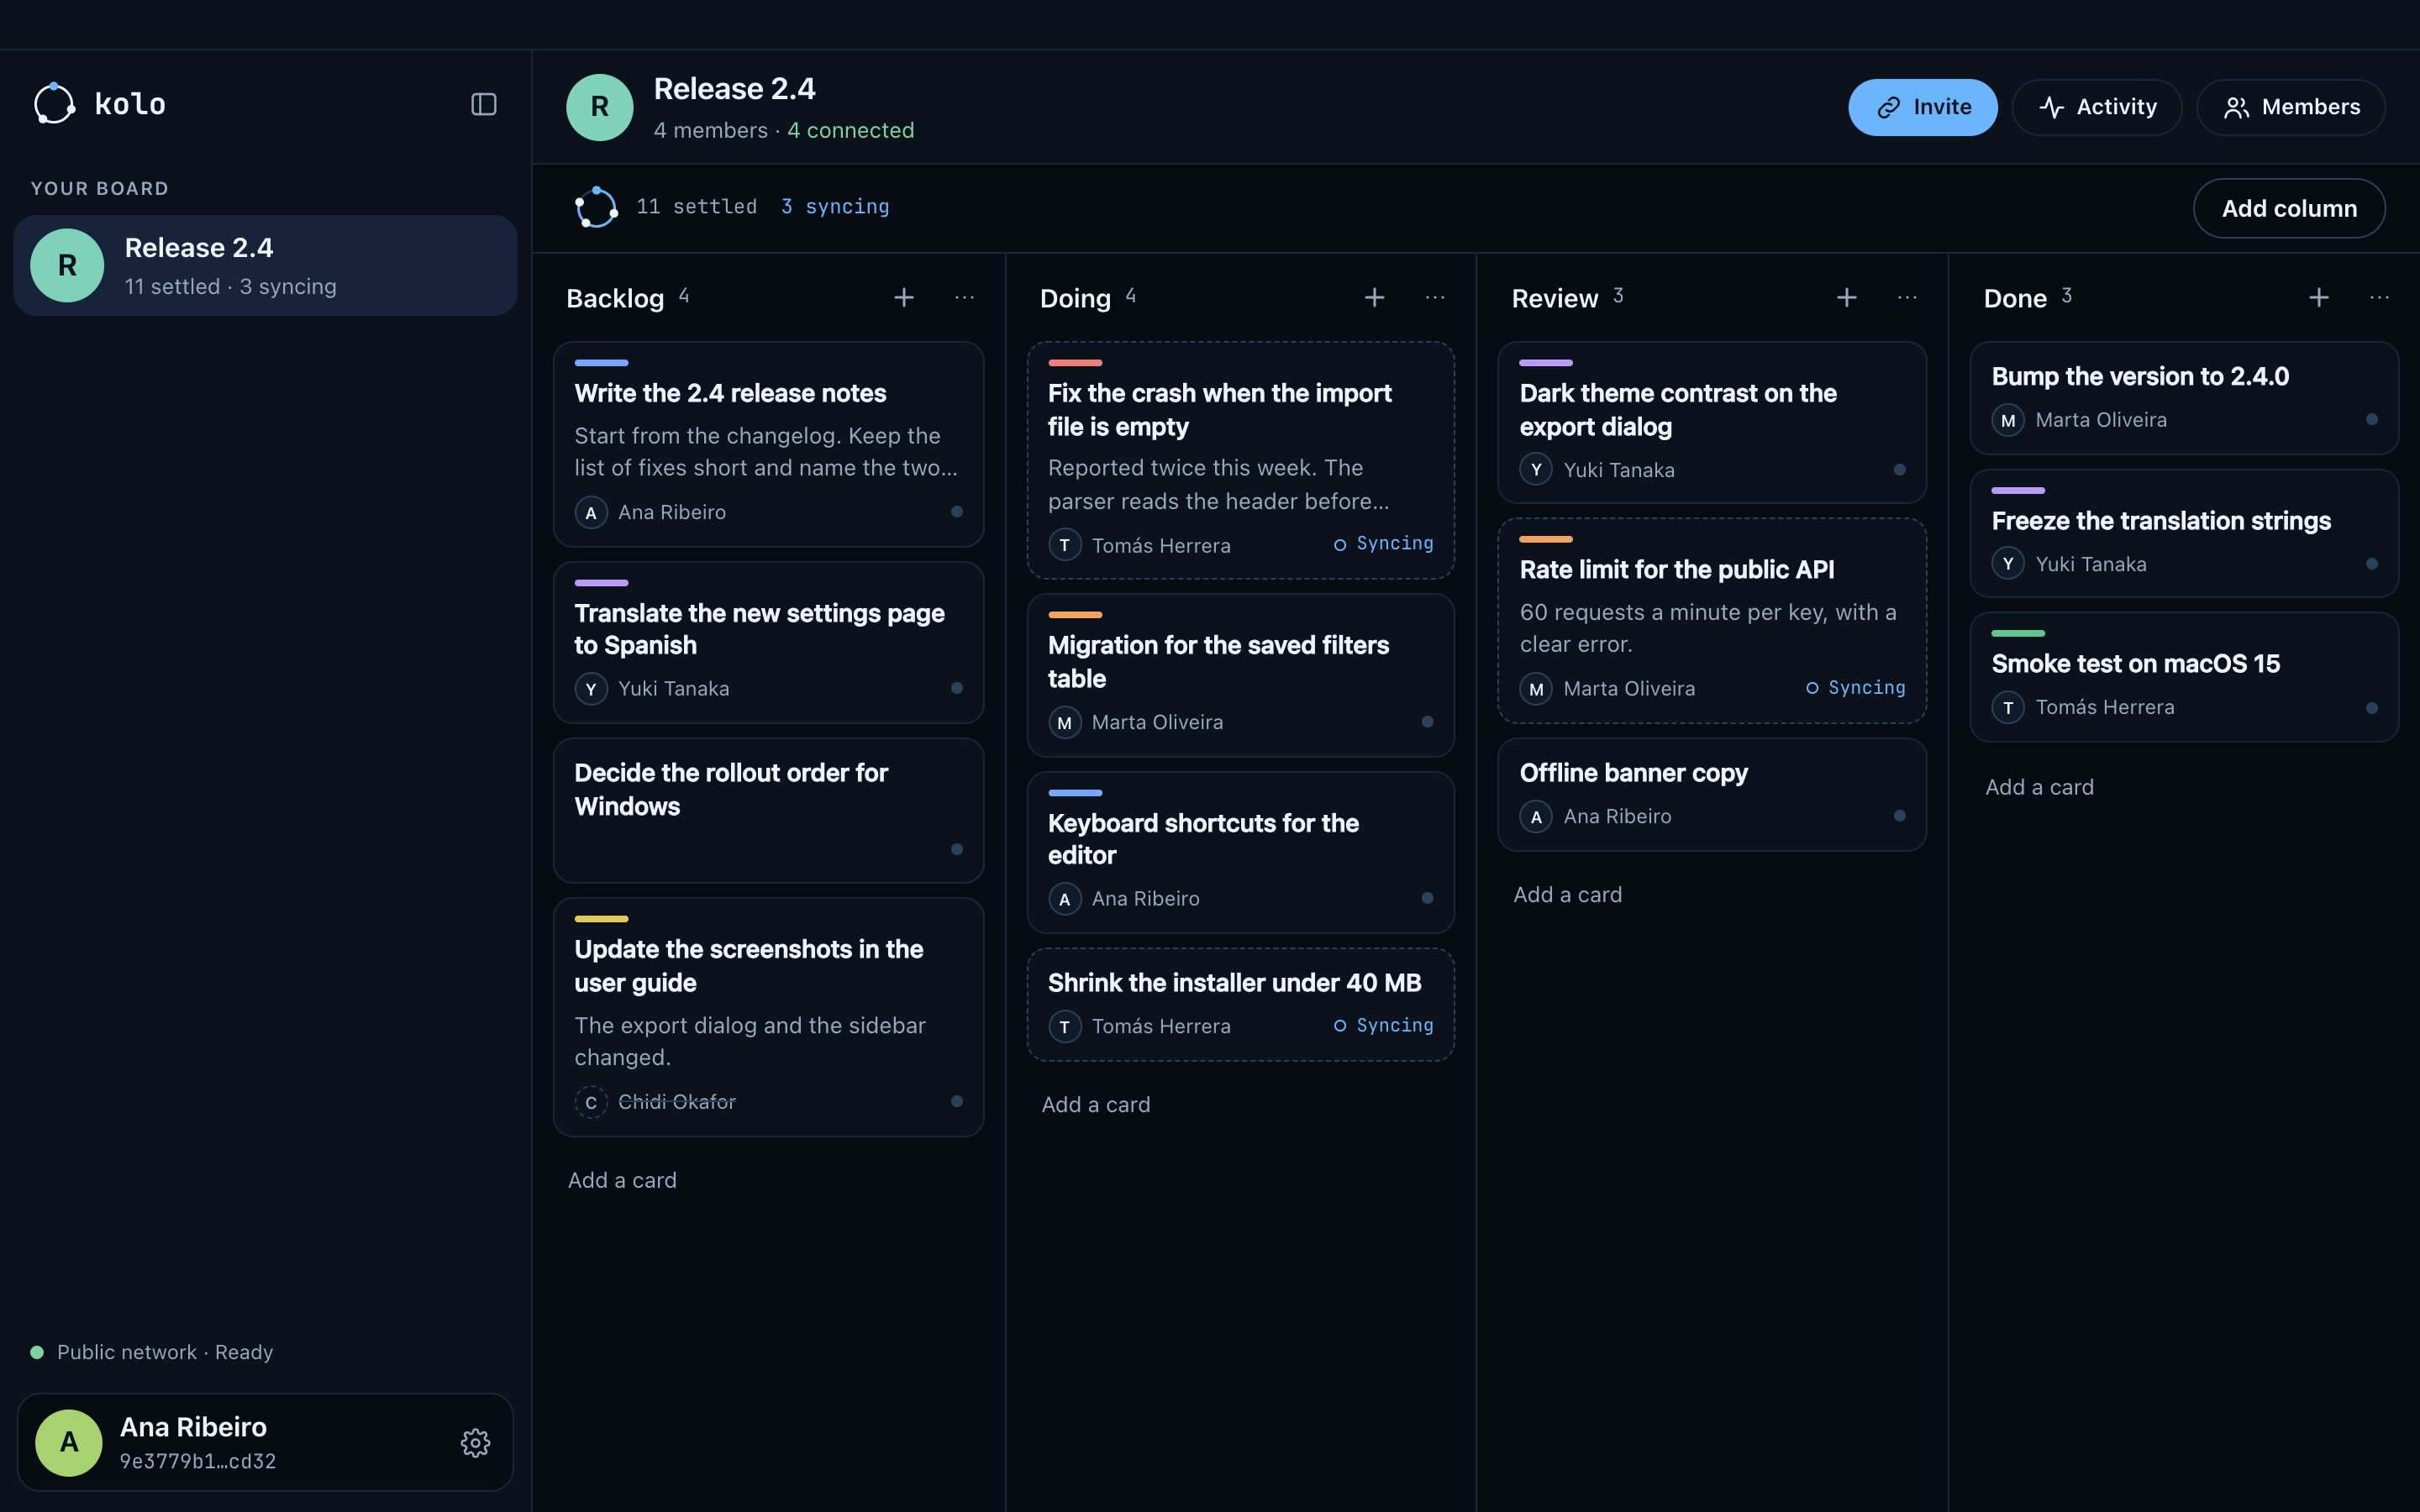 kolo
YOUR BOARD
R
Release 2.4
11 settled · 3 syncing
Public network · Ready
A
Ana Ribeiro
9e3779b1…cd32
R
Release 2.4
4 members · 4 connected
Invite
Activity
Members
11 settled 3 syncing
Add column
Backlog 4
Write the 2.4 release notes
Start from the changelog. Keep the
list of fixes short and name the two…
A Ana Ribeiro
Translate the new settings page
to Spanish
Y Yuki Tanaka
Decide the rollout order for
Windows
Update the screenshots in the
user guide
The export dialog and the sidebar
changed.
C Chidi Okafor
Add a card
Doing 4
Fix the crash when the import
file is empty
Reported twice this week. The
parser reads the header before…
T Tomás Herrera Syncing
Migration for the saved filters
table
M Marta Oliveira
Keyboard shortcuts for the
editor
A Ana Ribeiro
Shrink the installer under 40 MB
T Tomás Herrera Syncing
Add a card
Review 3
Dark theme contrast on the
export dialog
Y Yuki Tanaka
Rate limit for the public API
60 requests a minute per key, with a
clear error.
M Marta Oliveira Syncing
Offline banner copy
A Ana Ribeiro
Add a card
Done 3
Bump the version to 2.4.0
M Marta Oliveira
Freeze the translation strings
Y Yuki Tanaka
Smoke test on macOS 15
T Tomás Herrera
Add a card